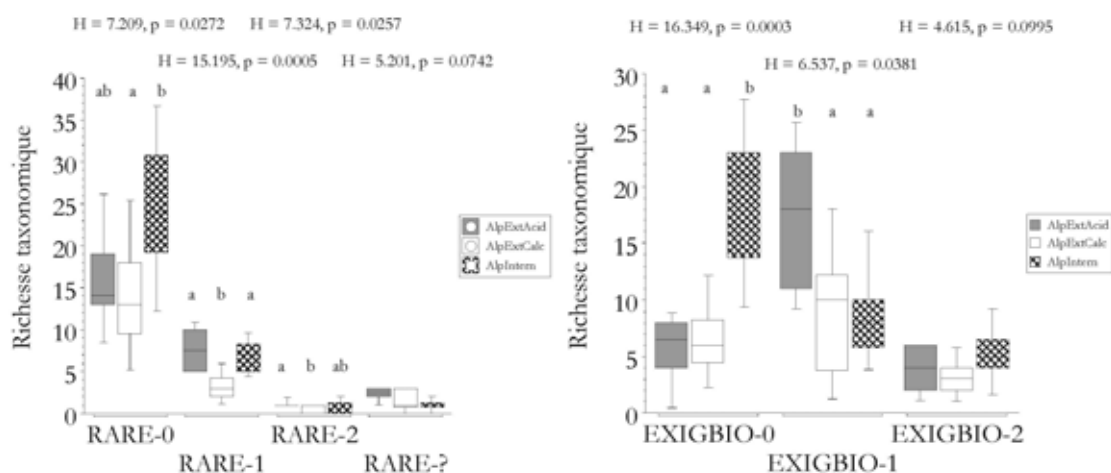 H = 7.209, p = 0.0272 H = 7.324, p = 0.0257
H = 15.195, p = 0.0005 H = 5.201, p = 0.0742
Richesse taxonomique
40
35
30
25
20
15
10
5
0
ab a b
a b a
a b ab
RARE-0 RARE-2
RARE-1 RARE-?
AlpExtAcid
AlpExtCalc
AlpIntern
H = 16.349, p = 0.0003 H = 4.615, p = 0.0995
H = 6.537, p = 0.0381
Richesse taxonomique
30
25
20
15
10
5
0
a a b
b a a
EXIGBIO-0 EXIGBIO-2
EXIGBIO-1
AlpExtAcid
AlpExtCalc
AlpIntern